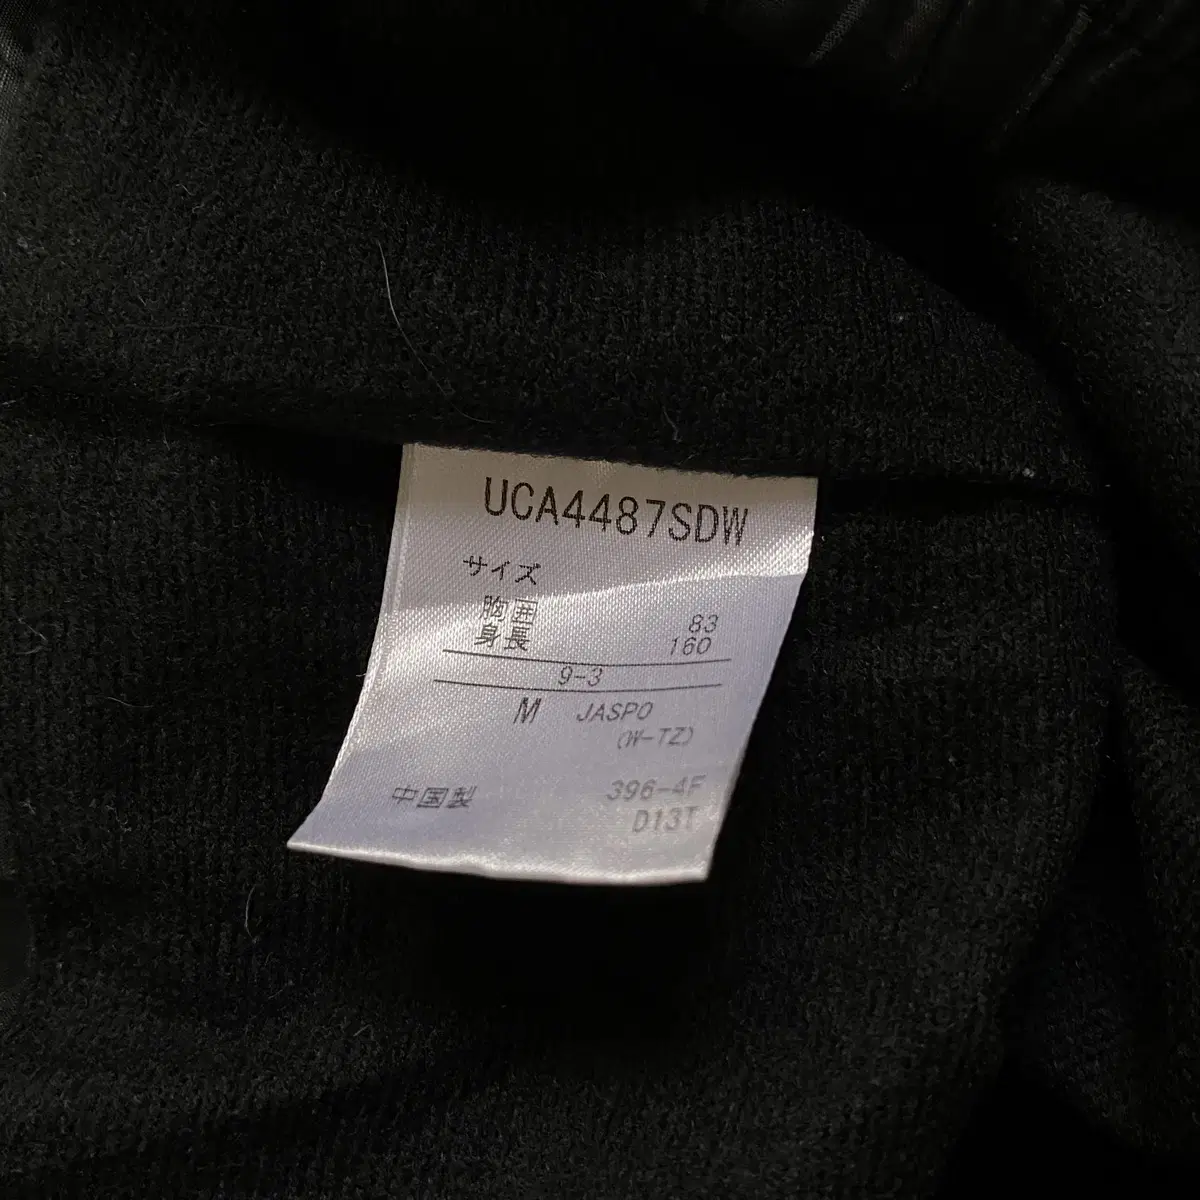 UCA4487SDW
サイズ
胸囲 83
身長 160
9-3
M JASPO
(W-TZ)
中国製 396-4F
D13T